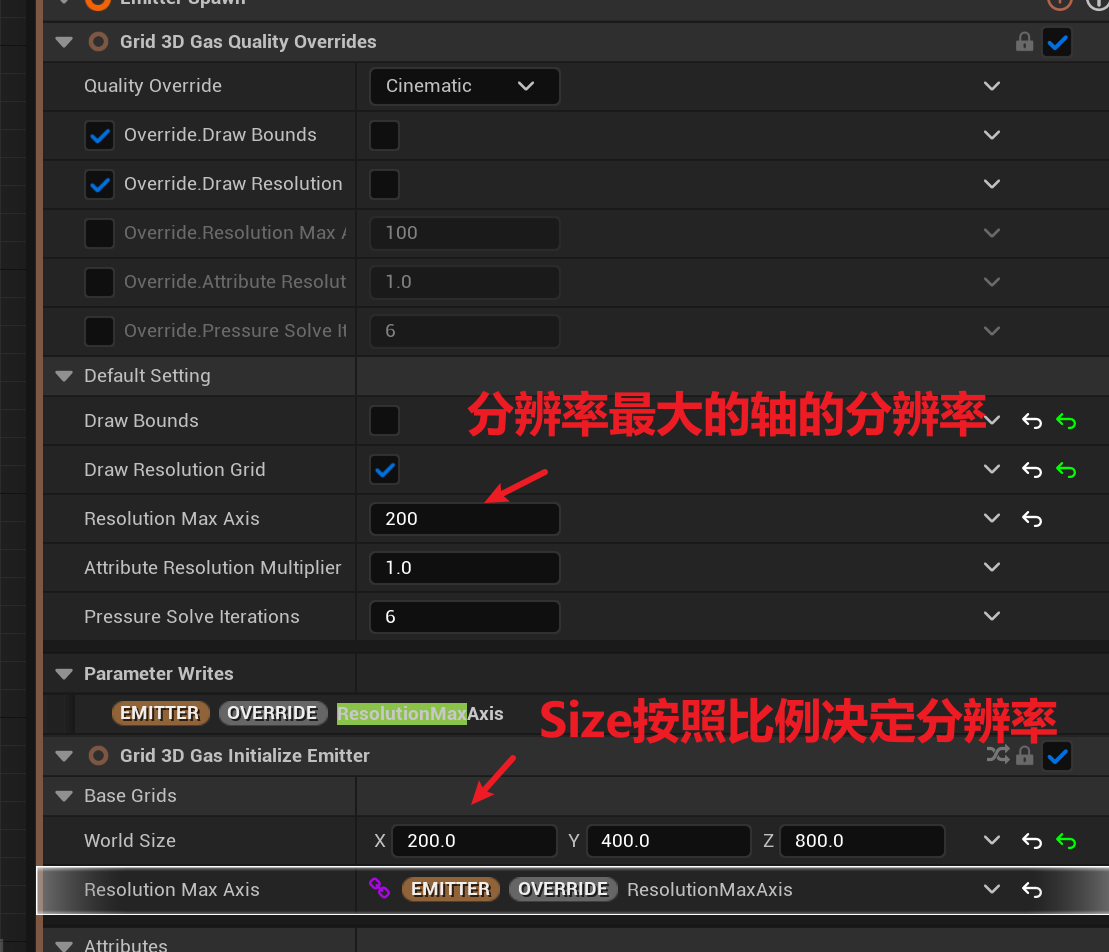 Emitter Spawn
Grid 3D Gas Quality Overrides
Quality Override Cinematic
Override.Draw Bounds
Override.Draw Resolution
Override.Resolution Max 100
Override.Attribute Resolut 1.0
Override.Pressure Solve It 6
Default Setting
分辨率最大的轴的分辨率
Draw Bounds
Draw Resolution Grid
Resolution Max Axis 200
Attribute Resolution Multiplier 1.0
Pressure Solve Iterations 6
Parameter Writes
EMITTER OVERRIDE ResolutionMaxAxis
Size按照比例决定分辨率
Grid 3D Gas Initialize Emitter
Base Grids
World Size X 200.0 Y 400.0 Z 800.0
Resolution Max Axis EMITTER OVERRIDE ResolutionMaxAxis
Attributes